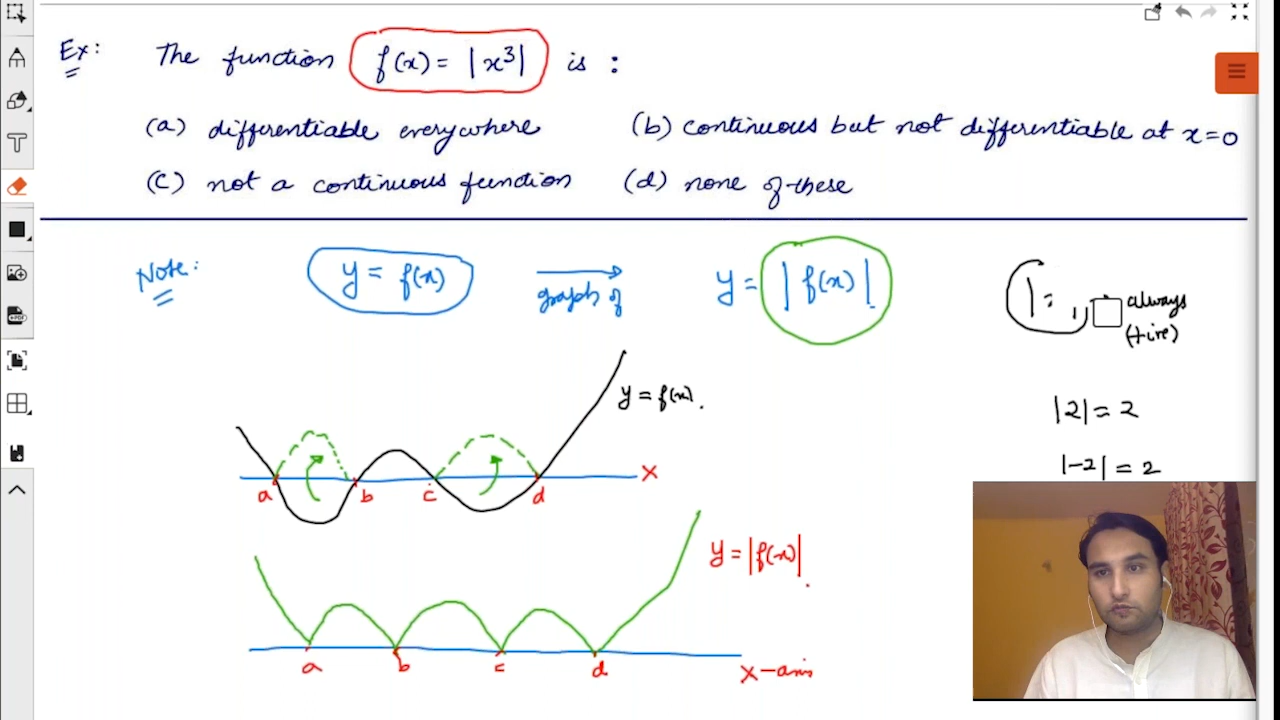 Ex: The function f(x) = |x³| is :
(a) differentiable everywhere (b) continuous but not differentiable at x=0
(c) not a continuous function (d) none of these
Note: y = f(x) graph of y = | f(x) |
always
(+ive)
y = f(x).
|2| = 2
|-2| = 2
a b c d X
y = |f(x)|.
a b c d X-axis